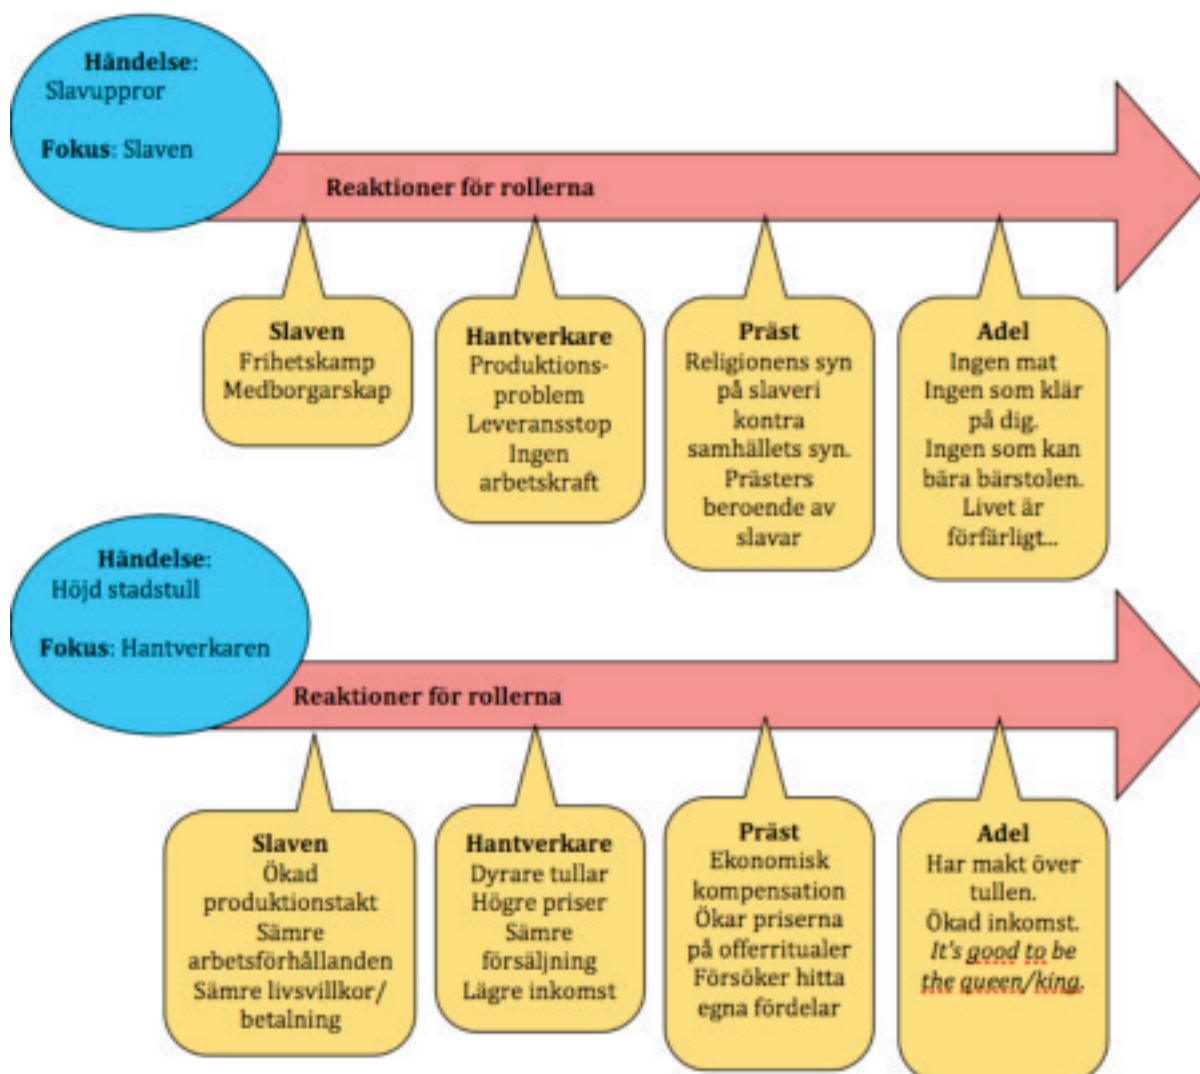 Händelse:
Slavuppror
Fokus: Slaven
Reaktioner för rollerna
Slaven
Frihetskamp
Medborgarskap
Hantverkare
Produktions-
problem
Leveransstop
Ingen
arbetskraft
Präst
Religionens syn
på slaveri
kontra
samhällets syn.
Prästers
beroende av
slavar
Adel
Ingen mat
Ingen som klär
på dig.
Ingen som kan
bära bärstolen.
Livet är
förfärligt...
Händelse:
Höjd stadstull
Fokus: Hantverkaren
Reaktioner för rollerna
Slaven
Ökad
produktionstakt
Sämre
arbetsförhållanden
Sämre livsvillkor/
betalning
Hantverkare
Dyrare tullar
Högre priser
Sämre
försäljning
Lägre inkomst
Präst
Ekonomisk
kompensation
Ökar priserna
på offerritualer
Försöker hitta
egna fördelar
Adel
Har makt över
tullen.
Ökad inkomst.
It's good to be
the queen/king.